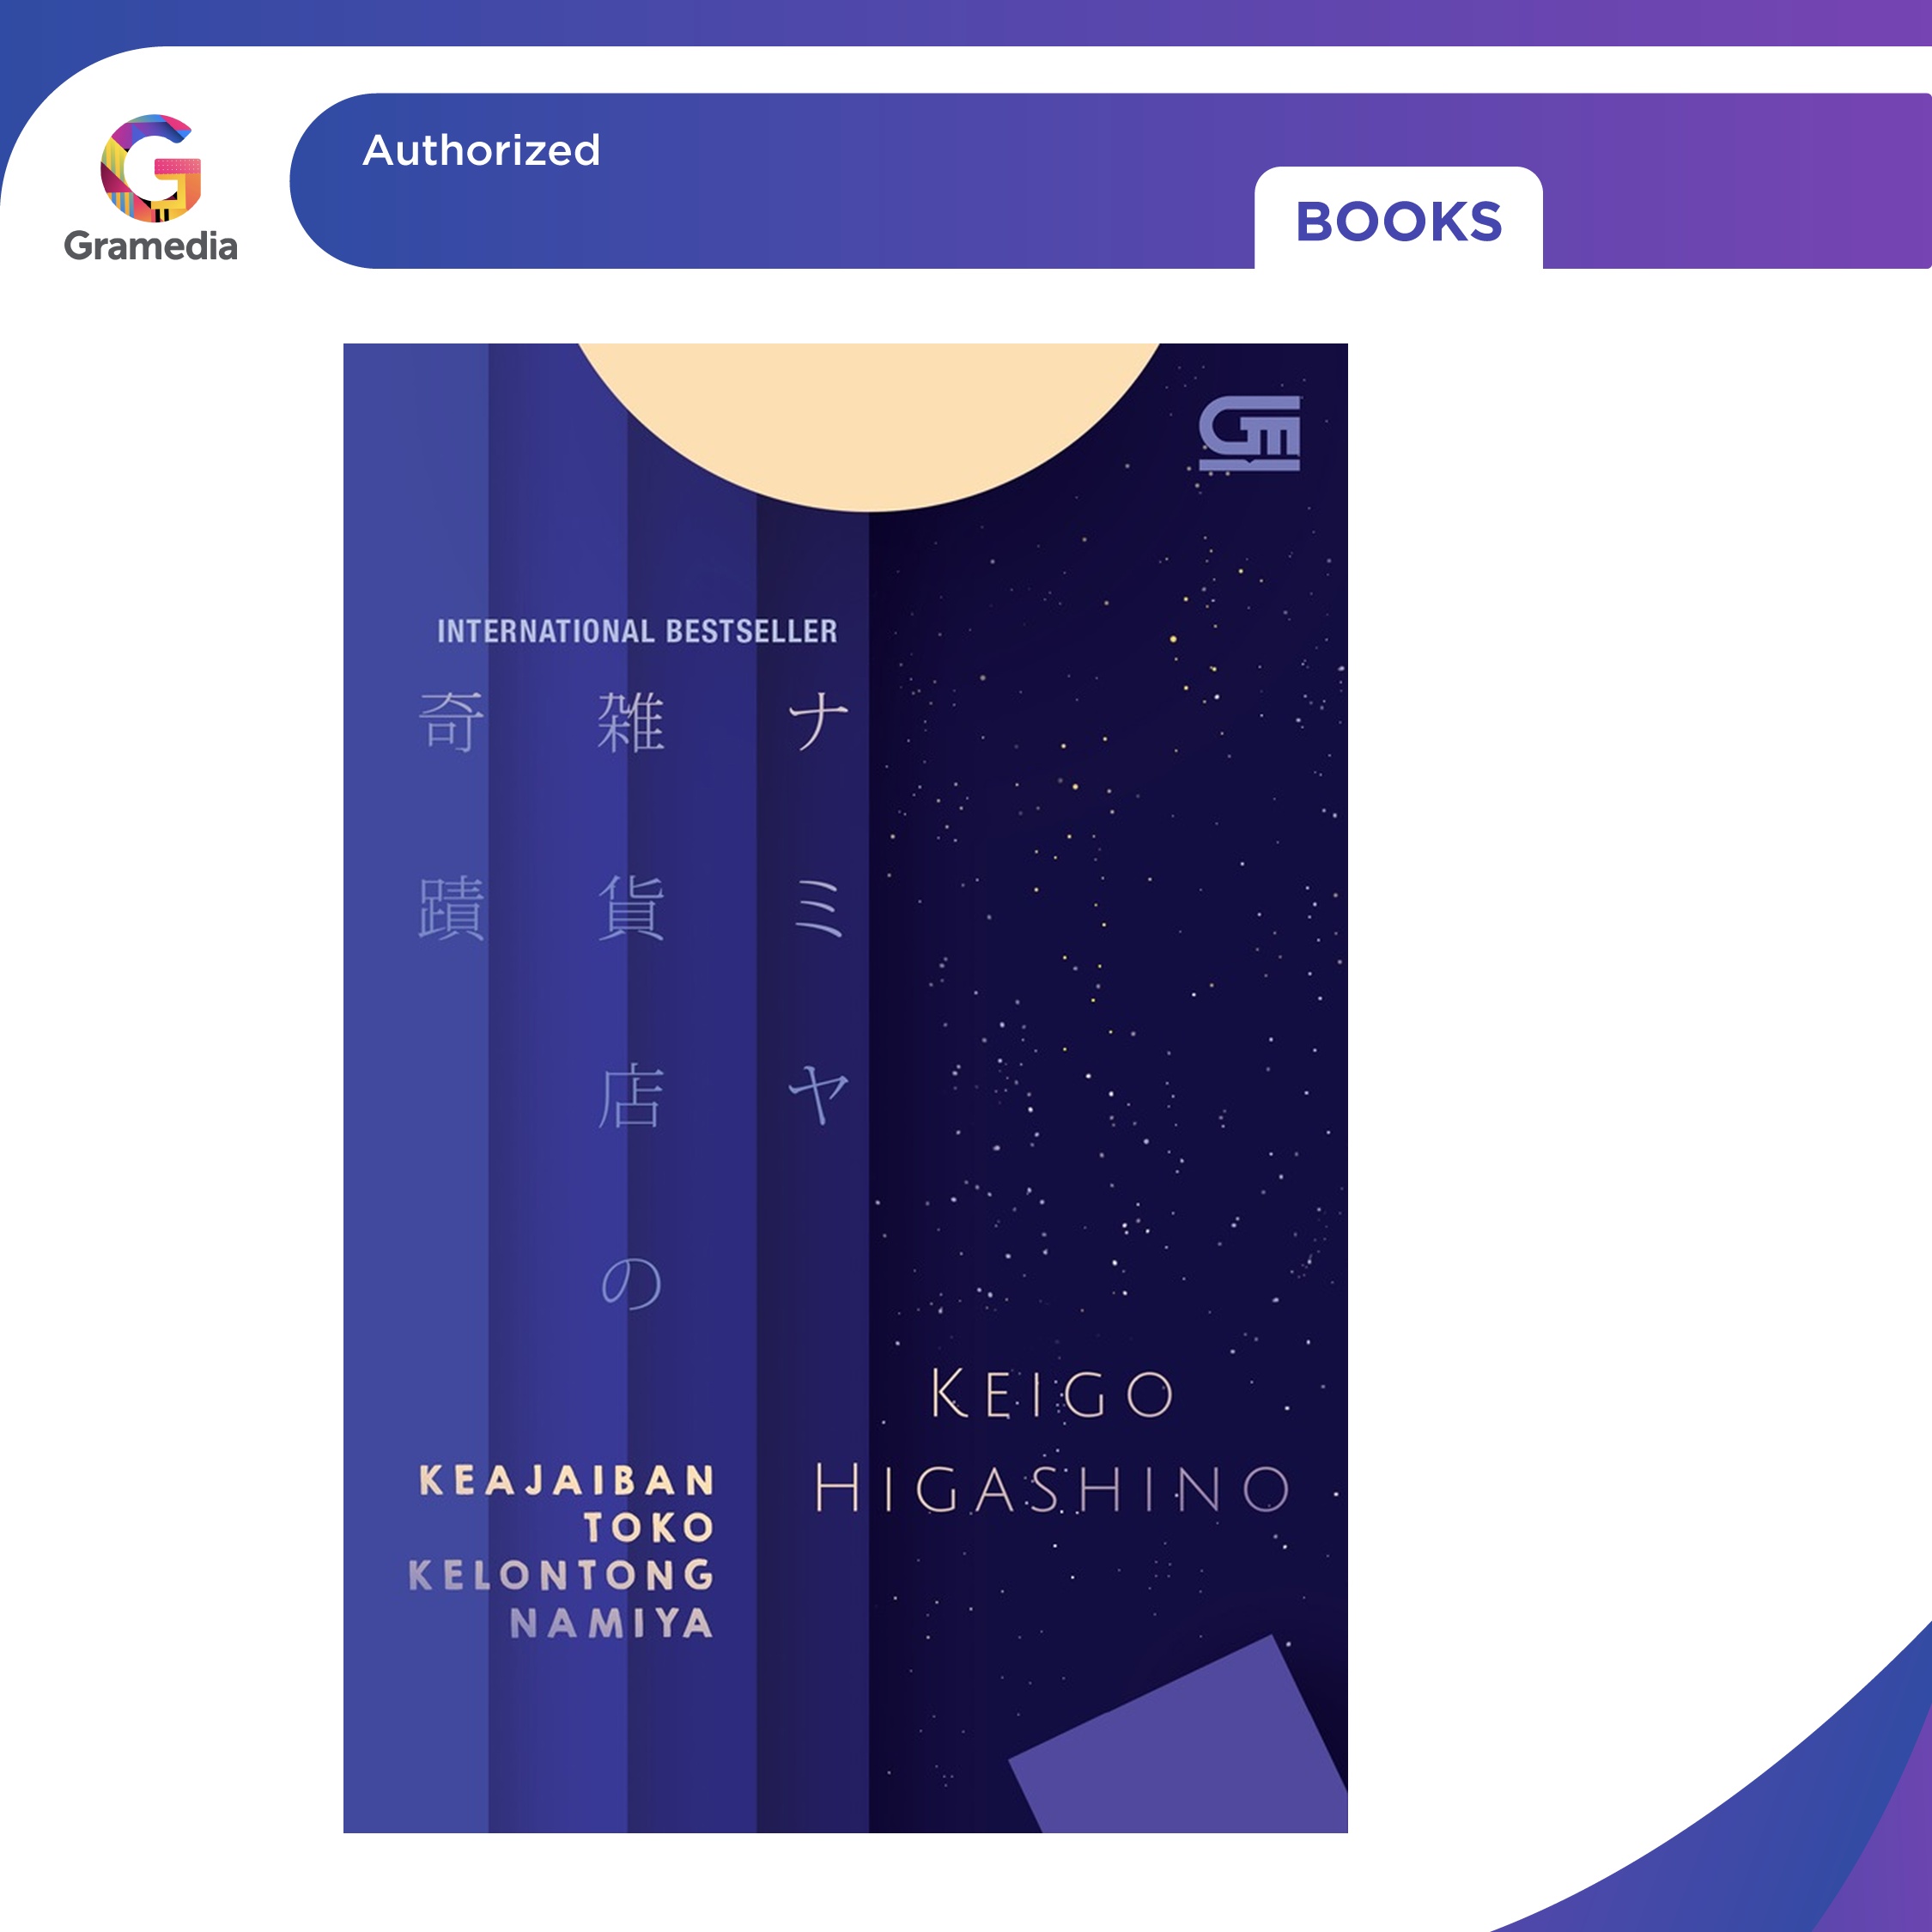 Authorized
BOOKS
Gramedia
GM
INTERNATIONAL BESTSELLER
ナミヤ
雑貨店の
奇蹟
KEIGO
HIGASHINO
KEAJAIBAN
TOKO
KELONTONG
NAMIYA